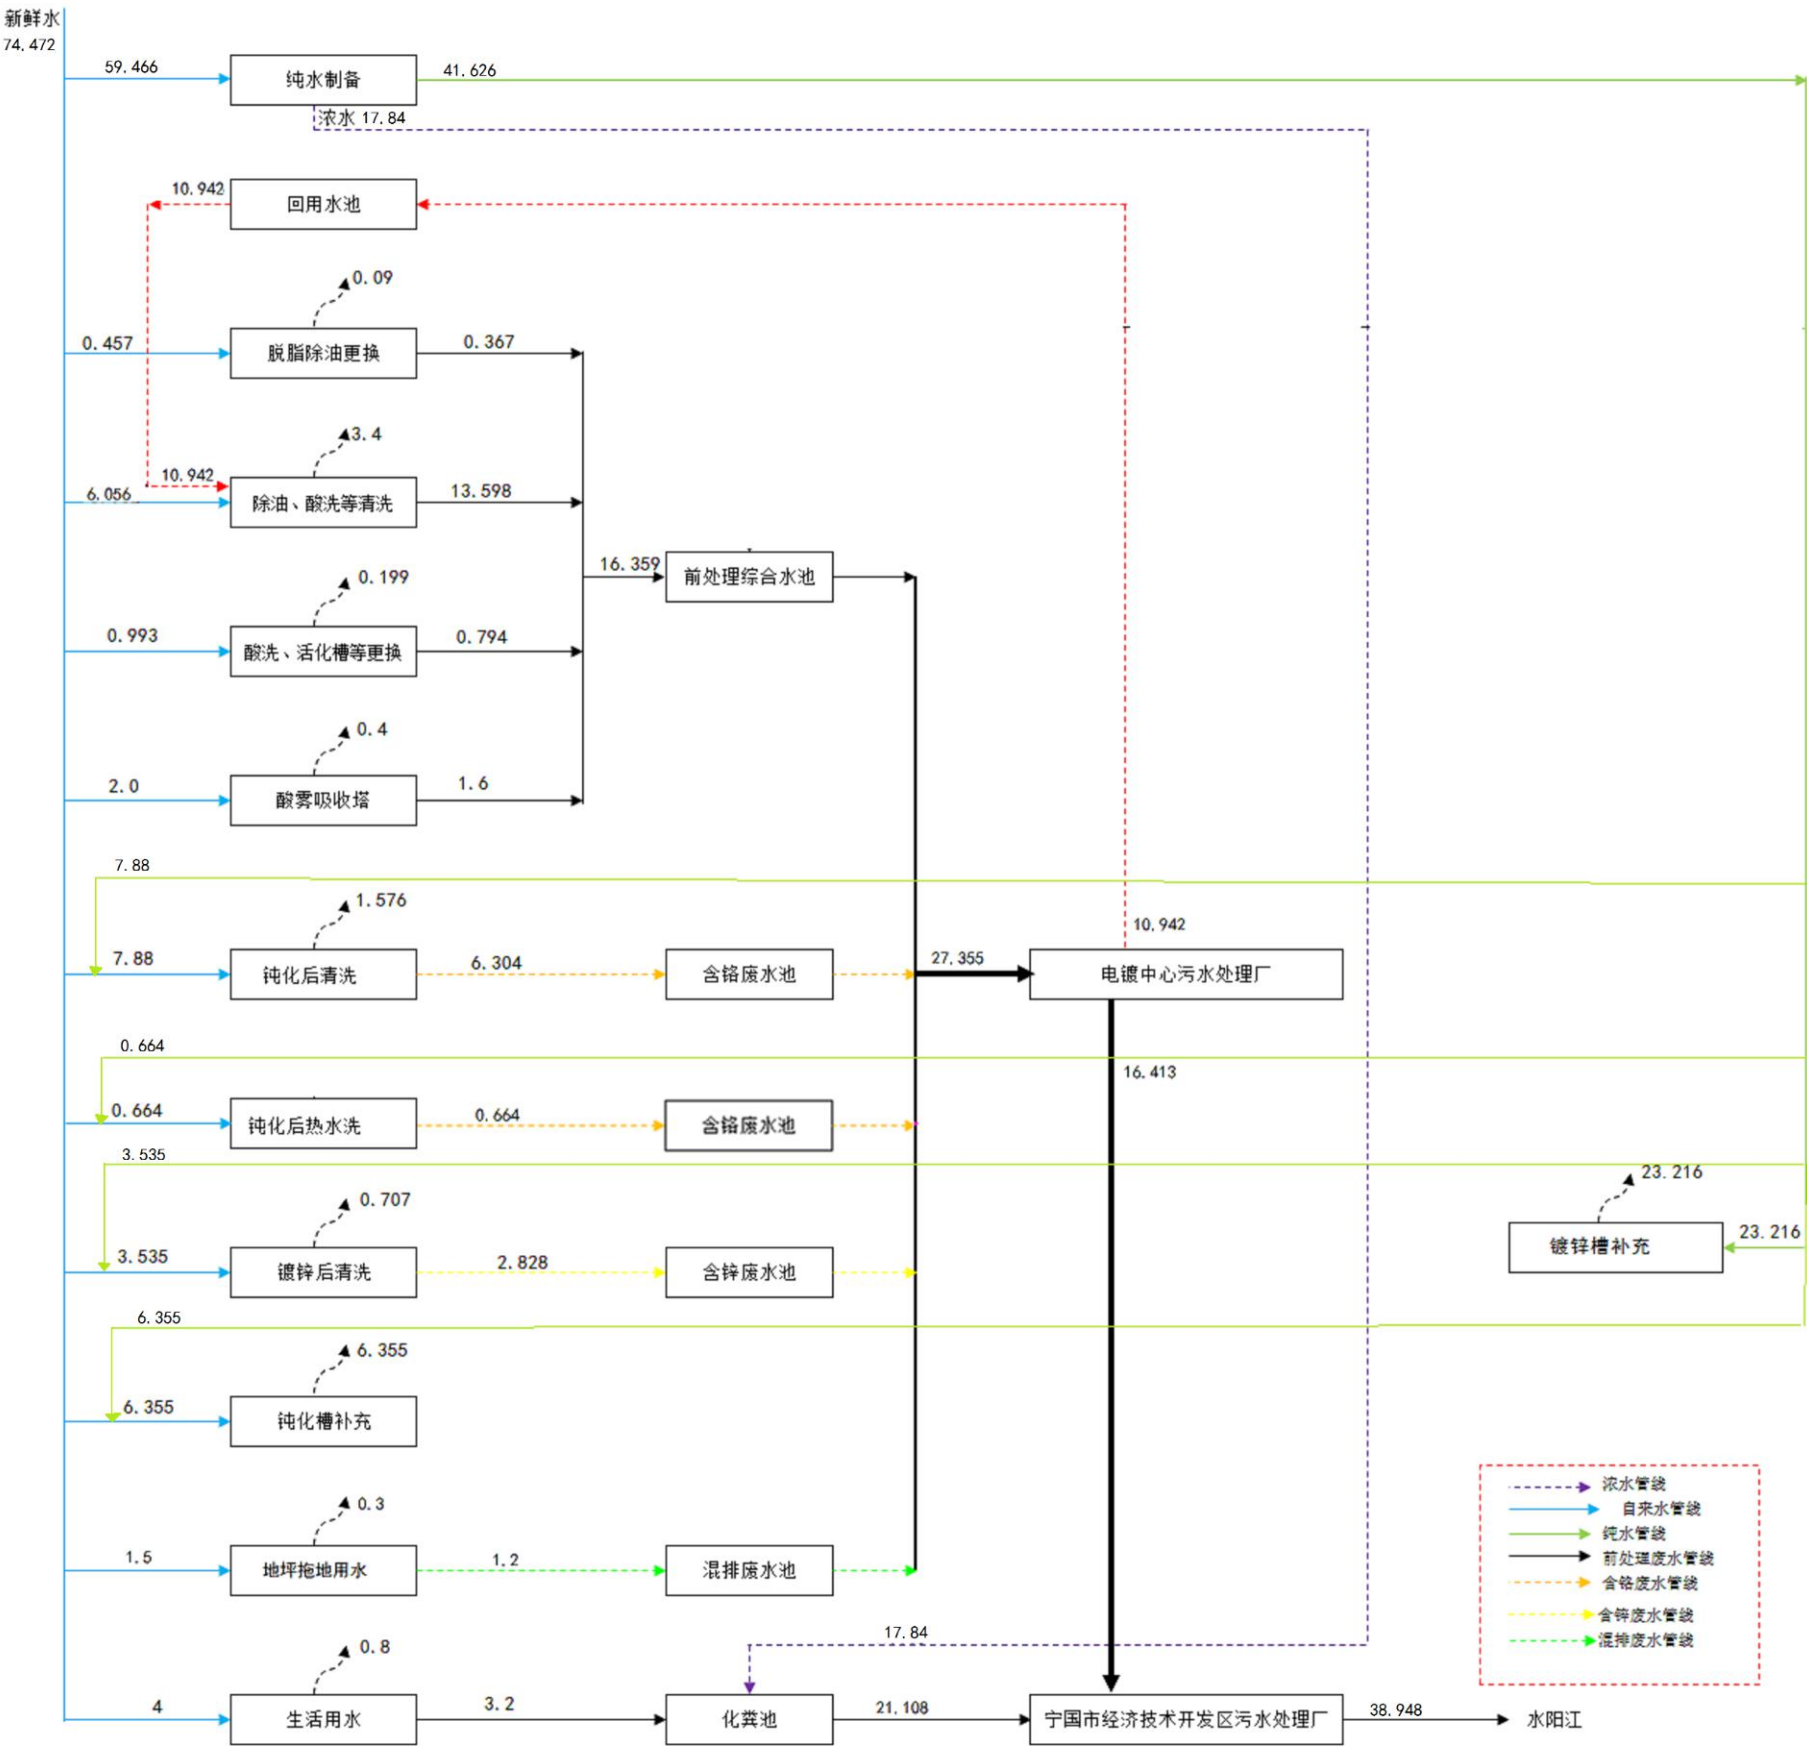 新鲜水
74.472
59.466
纯水制备
41.626
浓水 17.84
10.942
回用水池
0.09
0.457
脱脂除油更换
0.367
3.4
10.942
6.056
除油、酸洗等清洗
13.598
16.359
前处理综合水池
0.199
0.993
酸洗、活化槽等更换
0.794
0.4
2.0
酸雾吸收塔
1.6
7.88
1.576
7.88
钝化后清洗
6.304
含铬废水池
27.355
10.942
电镀中心污水处理厂
0.664
16.413
0.664
钝化后热水洗
0.664
含铬废水池
3.535
0.707
3.535
镀锌后清洗
2.828
含锌废水池
23.216
镀锌槽补充
23.216
6.355
6.355
6.355
钝化槽补充
0.3
1.5
地坪拖地用水
1.2
混排废水池
浓水管线
自来水管线
纯水管线
前处理废水管线
含铬废水管线
含锌废水管线
混排废水管线
17.84
0.8
4
生活用水
3.2
化粪池
21.108
宁国市经济技术开发区污水处理厂
38.948
水阳江